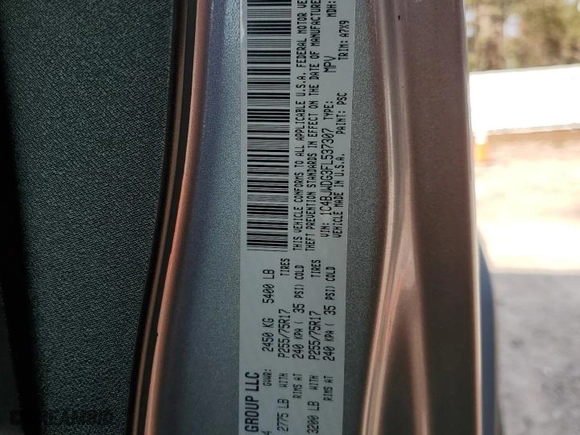 GROUP LLC
GVWR: 2450 KG 5400 LB
2775 LB WITH P255/75R17 TIRES
RIMS AT 240 KPA( 35 PSI) COLD
3200 LB WITH P255/75R17 TIRES
RIMS AT 240 KPA( 35 PSI) COLD
THIS VEHICLE CONFORMS TO ALL APPLICABLE U.S.A. FEDERAL MOTOR
THEFT PREVENTION STANDARDS IN EFFECT ON THE DATE OF MANUFACTURE
VIN: 1C4BJWDG3FL537307 TYPE: MPV MDH:
MADE IN U.S.A. PAINT: PSC TRIM: A7X9